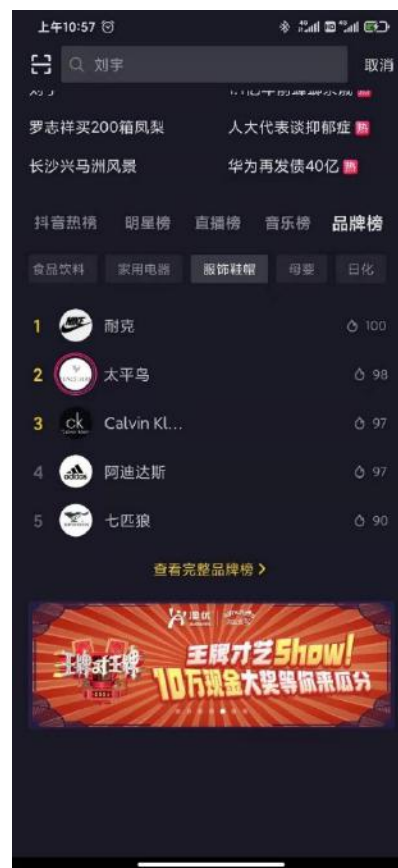 上午10:57
刘宇
取消
罗志祥买200箱凤梨
人大代表谈抑郁症 热
长沙兴马洲风景
华为再发债40亿 热
抖音热榜 明星榜 直播榜 音乐榜 品牌榜
食品饮料 家用电器 服饰鞋帽 母婴 日化
1 耐克 100
2 太平鸟 98
3 ck Calvin Kl... 97
4 adidas 阿迪达斯 97
5 七匹狼 90
查看完整品牌榜
王牌对王牌
王牌才艺Show!
10万现金大奖等你来瓜分